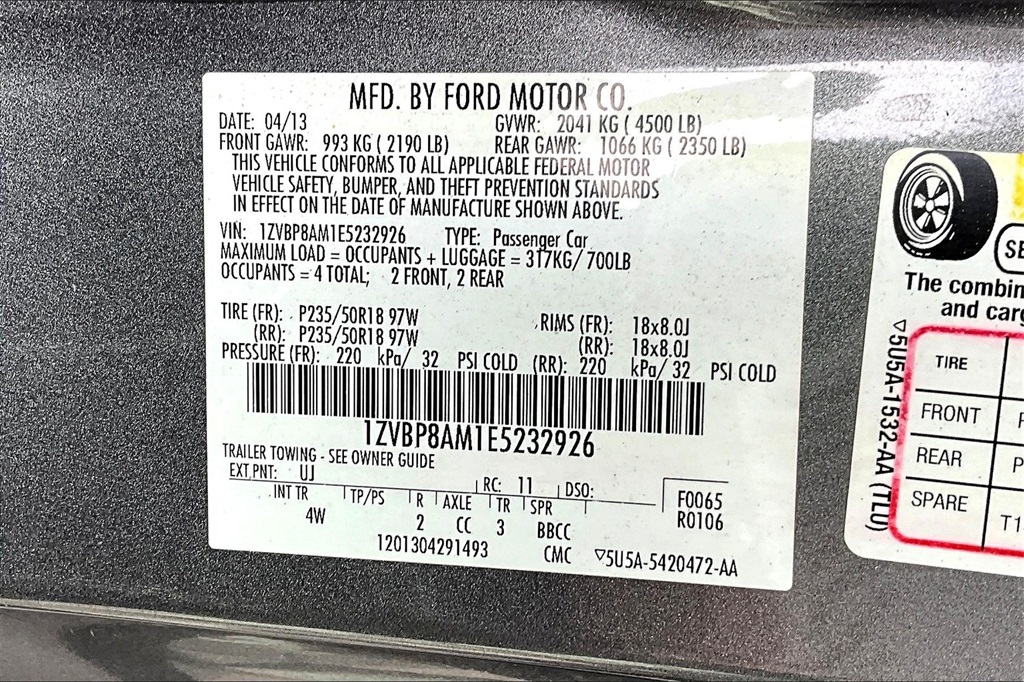 MFD. BY FORD MOTOR CO.
DATE: 04/13 GVWR: 2041 KG ( 4500 LB)
FRONT GAWR: 993 KG ( 2190 LB) REAR GAWR: 1066 KG ( 2350 LB)
THIS VEHICLE CONFORMS TO ALL APPLICABLE FEDERAL MOTOR
VEHICLE SAFETY, BUMPER, AND THEFT PREVENTION STANDARDS
IN EFFECT ON THE DATE OF MANUFACTURE SHOWN ABOVE.
VIN: 1ZVBP8AM1E5232926 TYPE: Passenger Car
MAXIMUM LOAD = OCCUPANTS + LUGGAGE = 317KG/ 700LB
OCCUPANTS = 4 TOTAL; 2 FRONT, 2 REAR
TIRE (FR): P235/50R18 97W RIMS (FR): 18x8.0J
(RR): P235/50R18 97W (RR): 18x8.0J
PRESSURE (FR): 220 kPa/ 32 PSI COLD (RR): 220 kPa/ 32 PSI COLD
1ZVBP8AM1E5232926
TRAILER TOWING - SEE OWNER GUIDE
EXT PNT: UJ RC: 11 DSO: F0065
INT TR TP/PS R AXLE TR SPR R0106
4W 2 CC 3 BBCC
1201304291493 CMC ▽5U5A-5420472-AA
SE
The combin
and carg
▽5U5A-1532-AA (TL0)
TIRE
FRONT
REAR P
SPARE T1